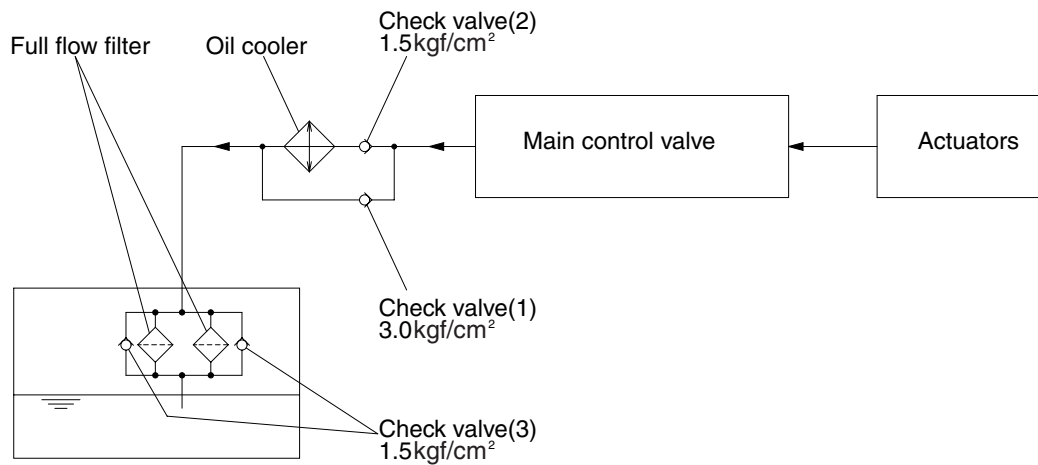 Check valve(2)
1.5kgf/cm²
Full flow filter
Oil cooler
Main control valve
Actuators
Check valve(1)
3.0kgf/cm²
Check valve(3)
1.5kgf/cm²